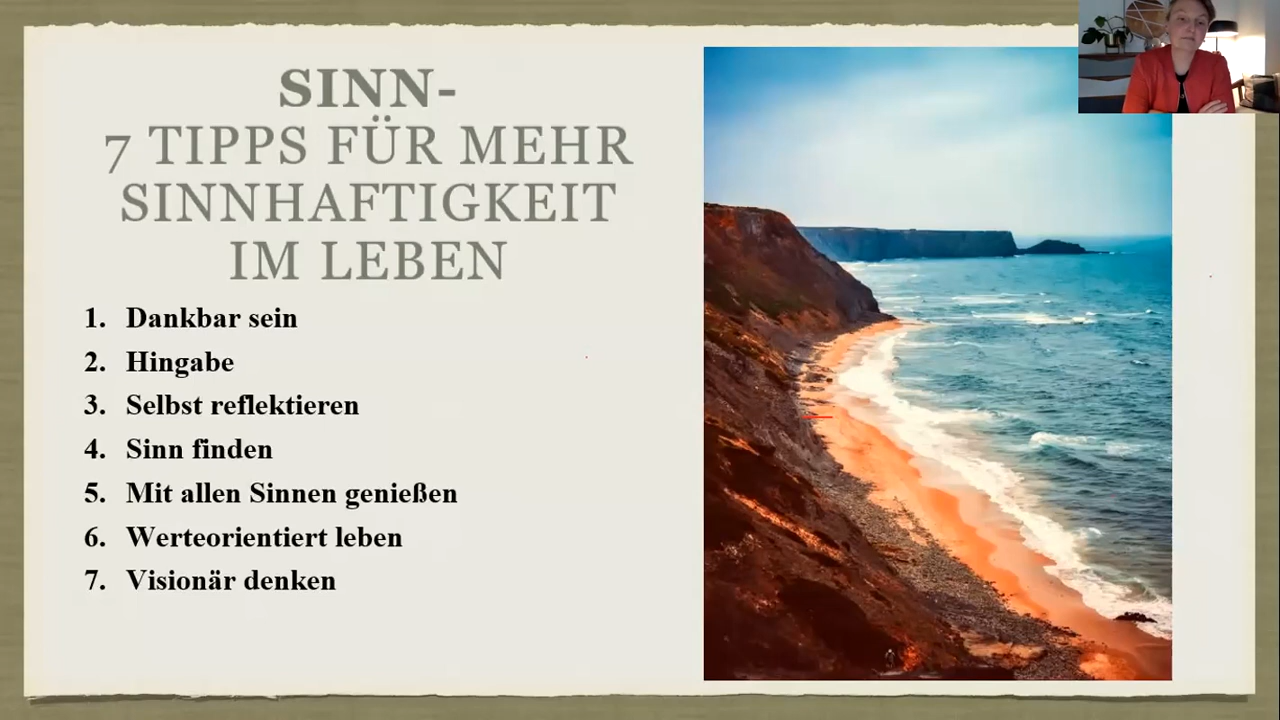 SINN-
7 TIPPS FÜR MEHR
SINNHAFTIGKEIT
IM LEBEN
1. Dankbar sein
2. Hingabe
3. Selbst reflektieren
4. Sinn finden
5. Mit allen Sinnen genießen
6. Werteorientiert leben
7. Visionär denken